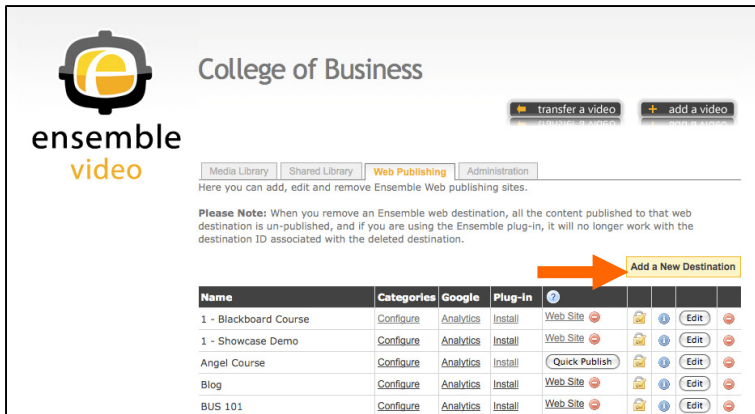 College of Business
transfer a video
add a video
ensemble
video
Media Library Shared Library Web Publishing Administration
Here you can add, edit and remove Ensemble Web publishing sites.
Please Note: When you remove an Ensemble web destination, all the content published to that web
destination is un-published, and if you are using the Ensemble plug-in, it will no longer work with the
destination ID associated with the deleted destination.
Add a New Destination
Name Categories Google Plug-in ?
1 - Blackboard Course Configure Analytics Install Web Site Edit
1 - Showcase Demo Configure Analytics Install Web Site Edit
Angel Course Configure Analytics Install Quick Publish Edit
Blog Configure Analytics Install Web Site Edit
BUS 101 Configure Analytics Install Web Site Edit